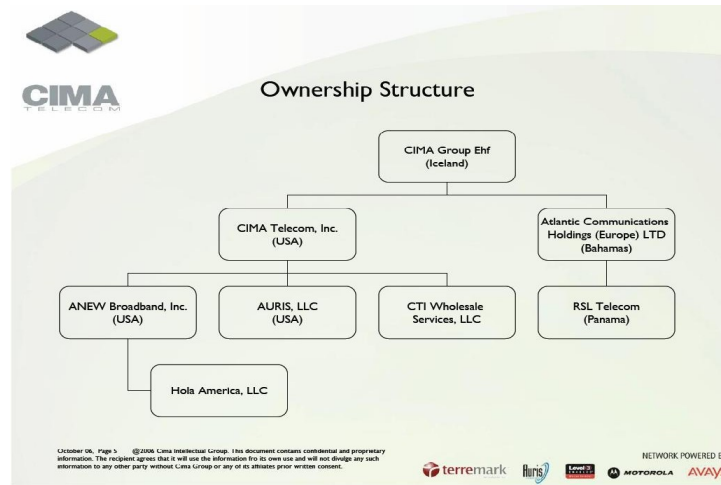 CIMA
TELECOM
Ownership Structure
CIMA Group Ehf
(Iceland)
CIMA Telecom, Inc.
(USA)
Atlantic Communications
Holdings (Europe) LTD
(Bahamas)
ANEW Broadband, Inc.
(USA)
AURIS, LLC
(USA)
CTI Wholesale
Services, LLC
RSL Telecom
(Panama)
Hola America, LLC
October 06, Page 5 @2006 Cima Intellectual Group. This document contains confidential and proprietary
information. The recipient agrees that it will use the information fro its own use and will not divulge any such
information to any other party without Cima Group or any of its affiliates prior written consent.
NETWORK POWERED B
terremark
Auris
Level(3)
MOTOROLA
AVAY